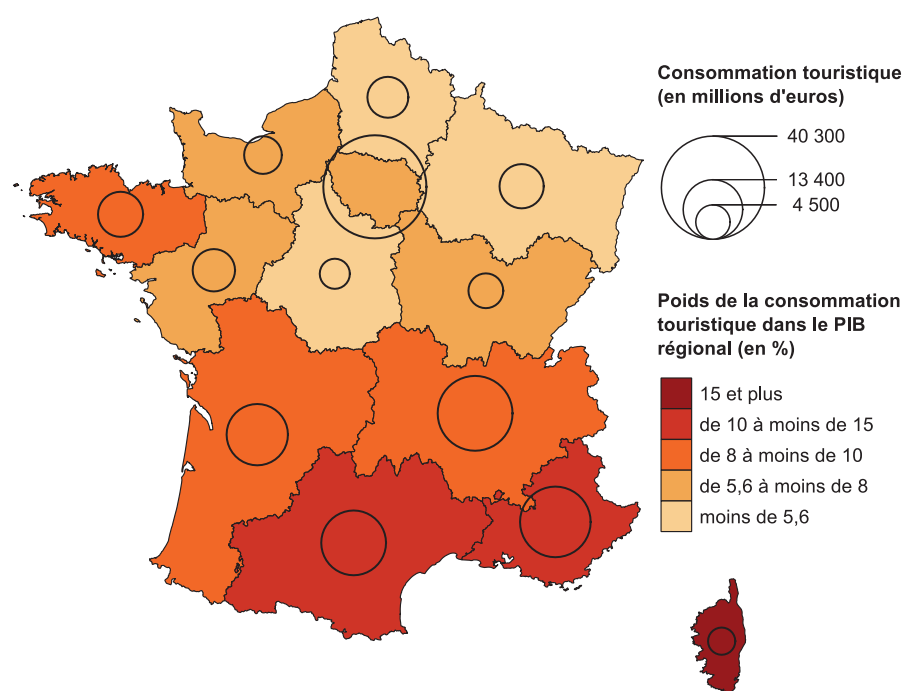 Consommation touristique
(en millions d'euros)
40 300
13 400
4 500
Poids de la consommation
touristique dans le PIB
régional (en %)
15 et plus
de 10 à moins de 15
de 8 à moins de 10
de 5,6 à moins de 8
moins de 5,6